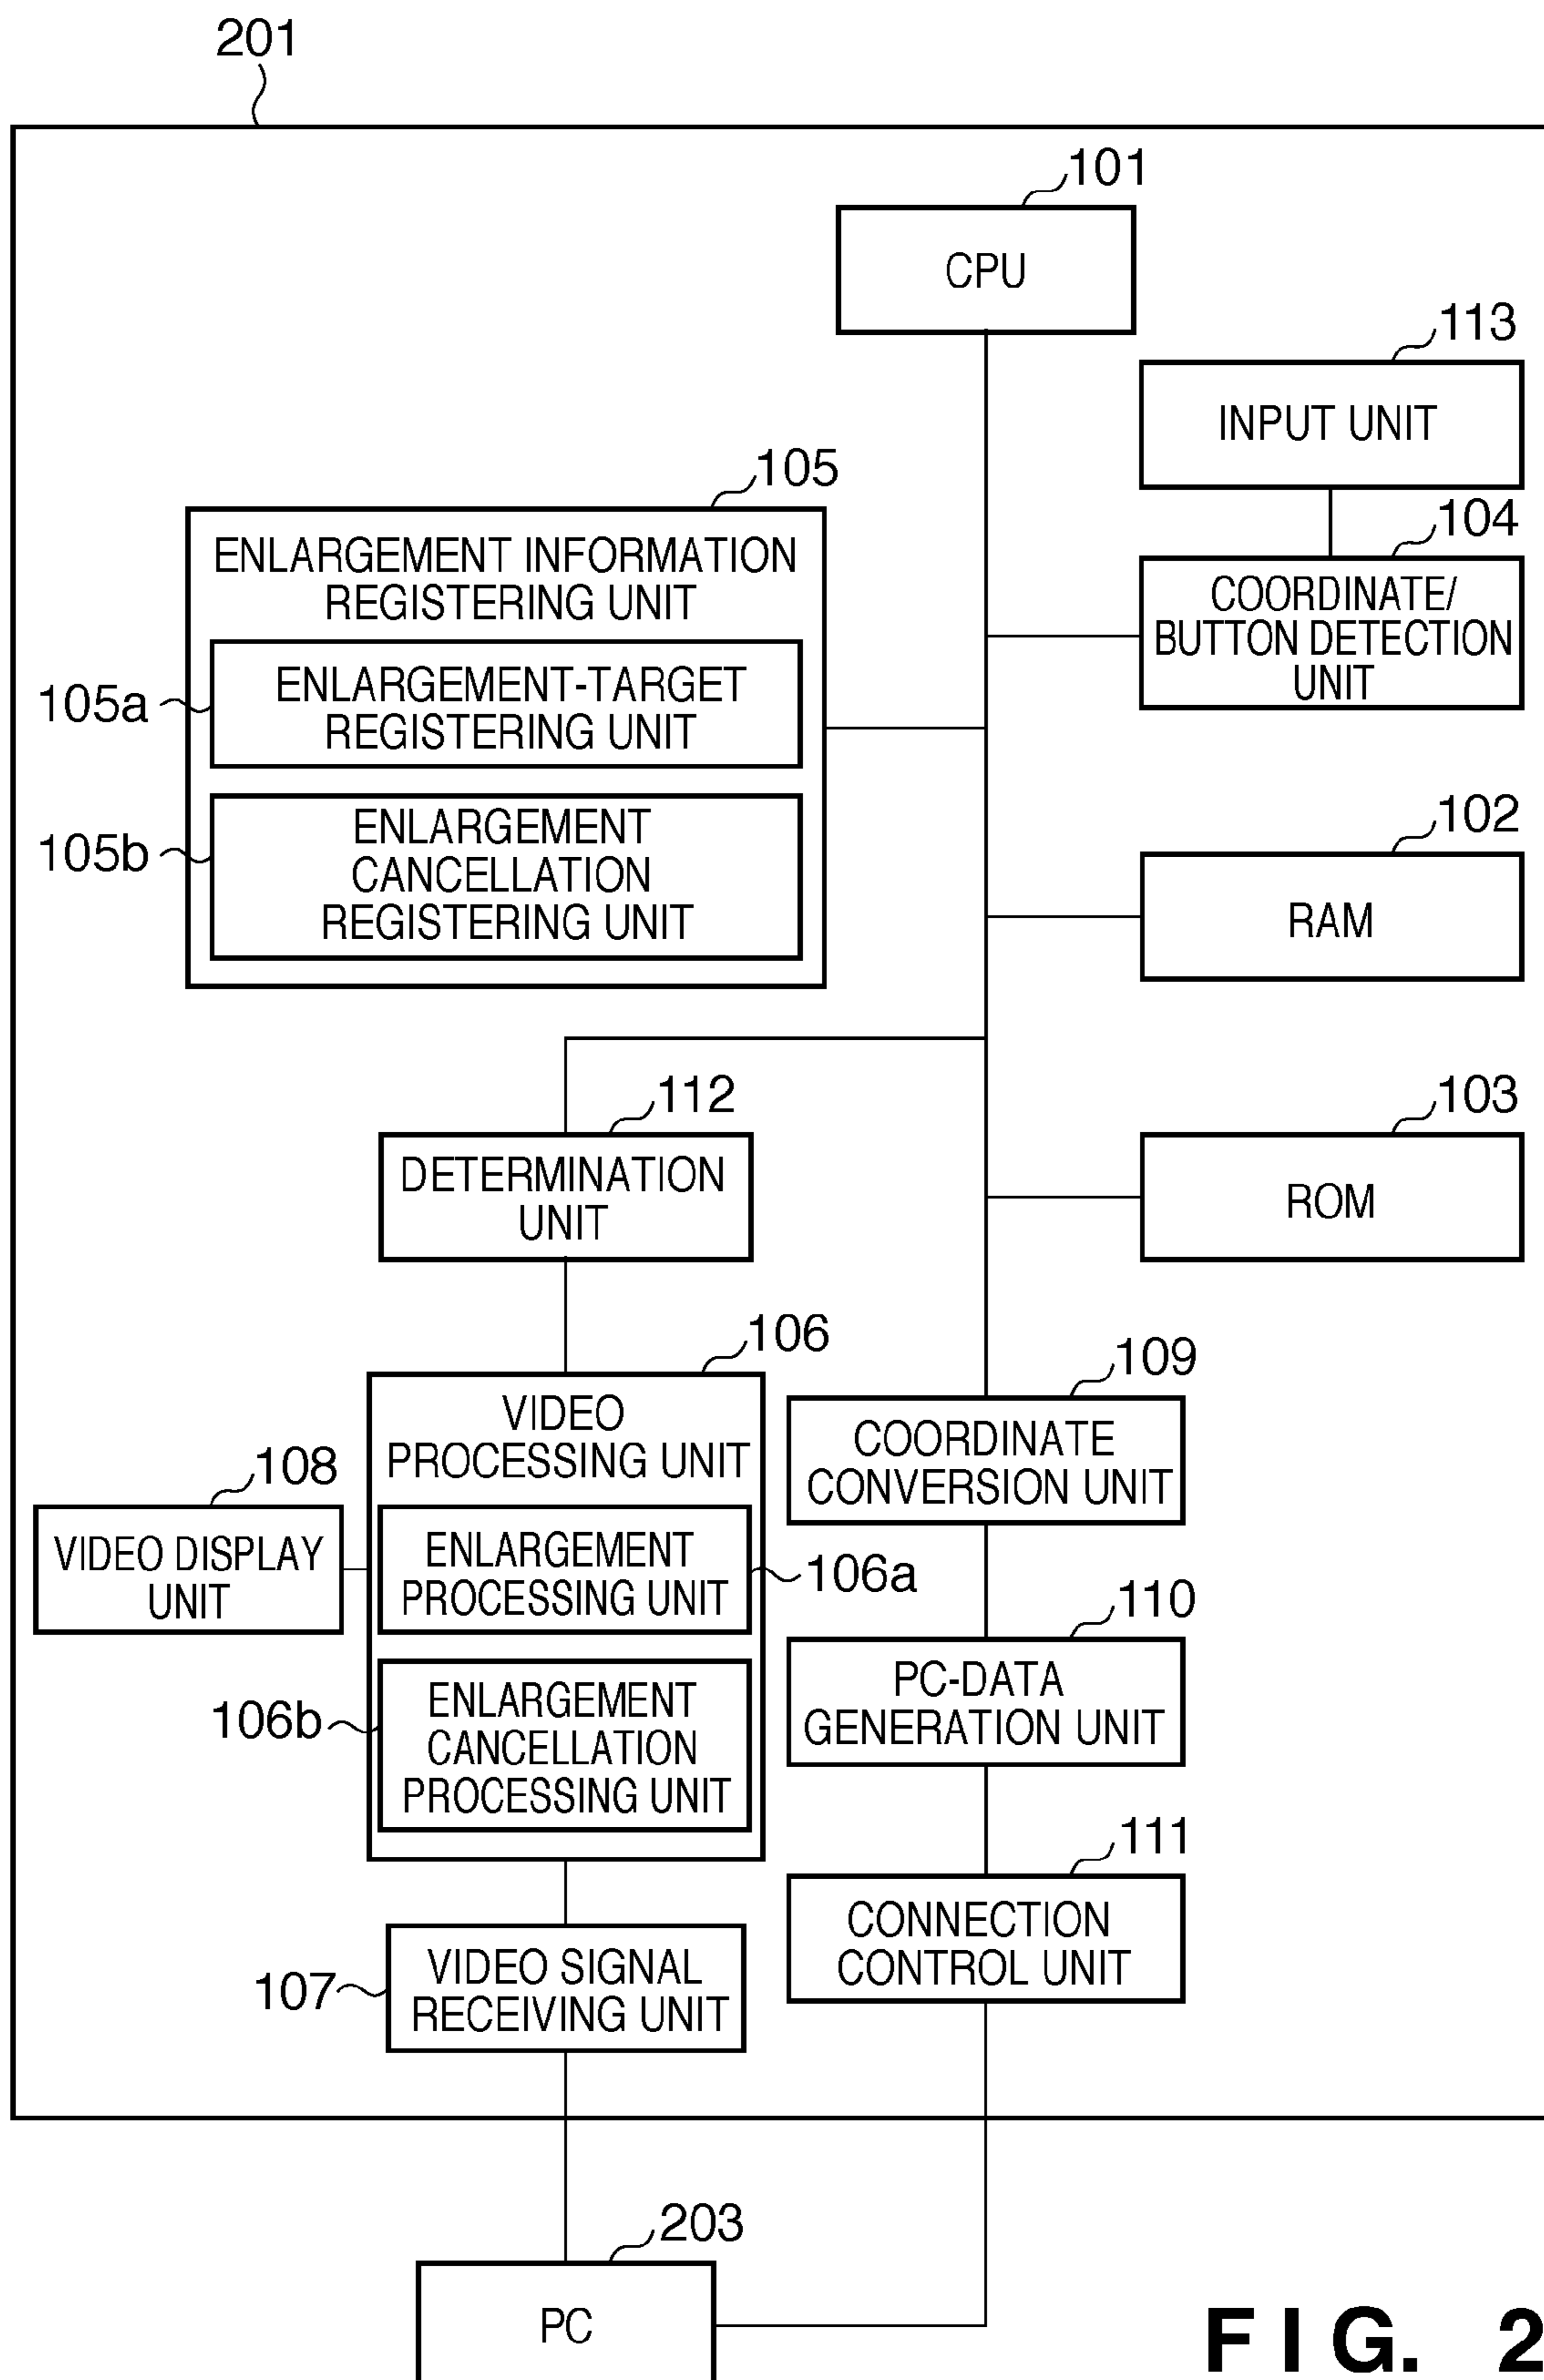 201
101
CPU
113
INPUT UNIT
105
104
ENLARGEMENT INFORMATION
REGISTERING UNIT
COORDINATE/
BUTTON DETECTION
UNIT
105a
ENLARGEMENT-TARGET
REGISTERING UNIT
105b
ENLARGEMENT
CANCELLATION
REGISTERING UNIT
102
RAM
112
DETERMINATION
UNIT
103
ROM
106
VIDEO
PROCESSING UNIT
109
COORDINATE
CONVERSION UNIT
108
VIDEO DISPLAY
UNIT
ENLARGEMENT
PROCESSING UNIT
106a
110
PC-DATA
GENERATION UNIT
106b
ENLARGEMENT
CANCELLATION
PROCESSING UNIT
111
CONNECTION
CONTROL UNIT
107
VIDEO SIGNAL
RECEIVING UNIT
203
PC
FIG. 2